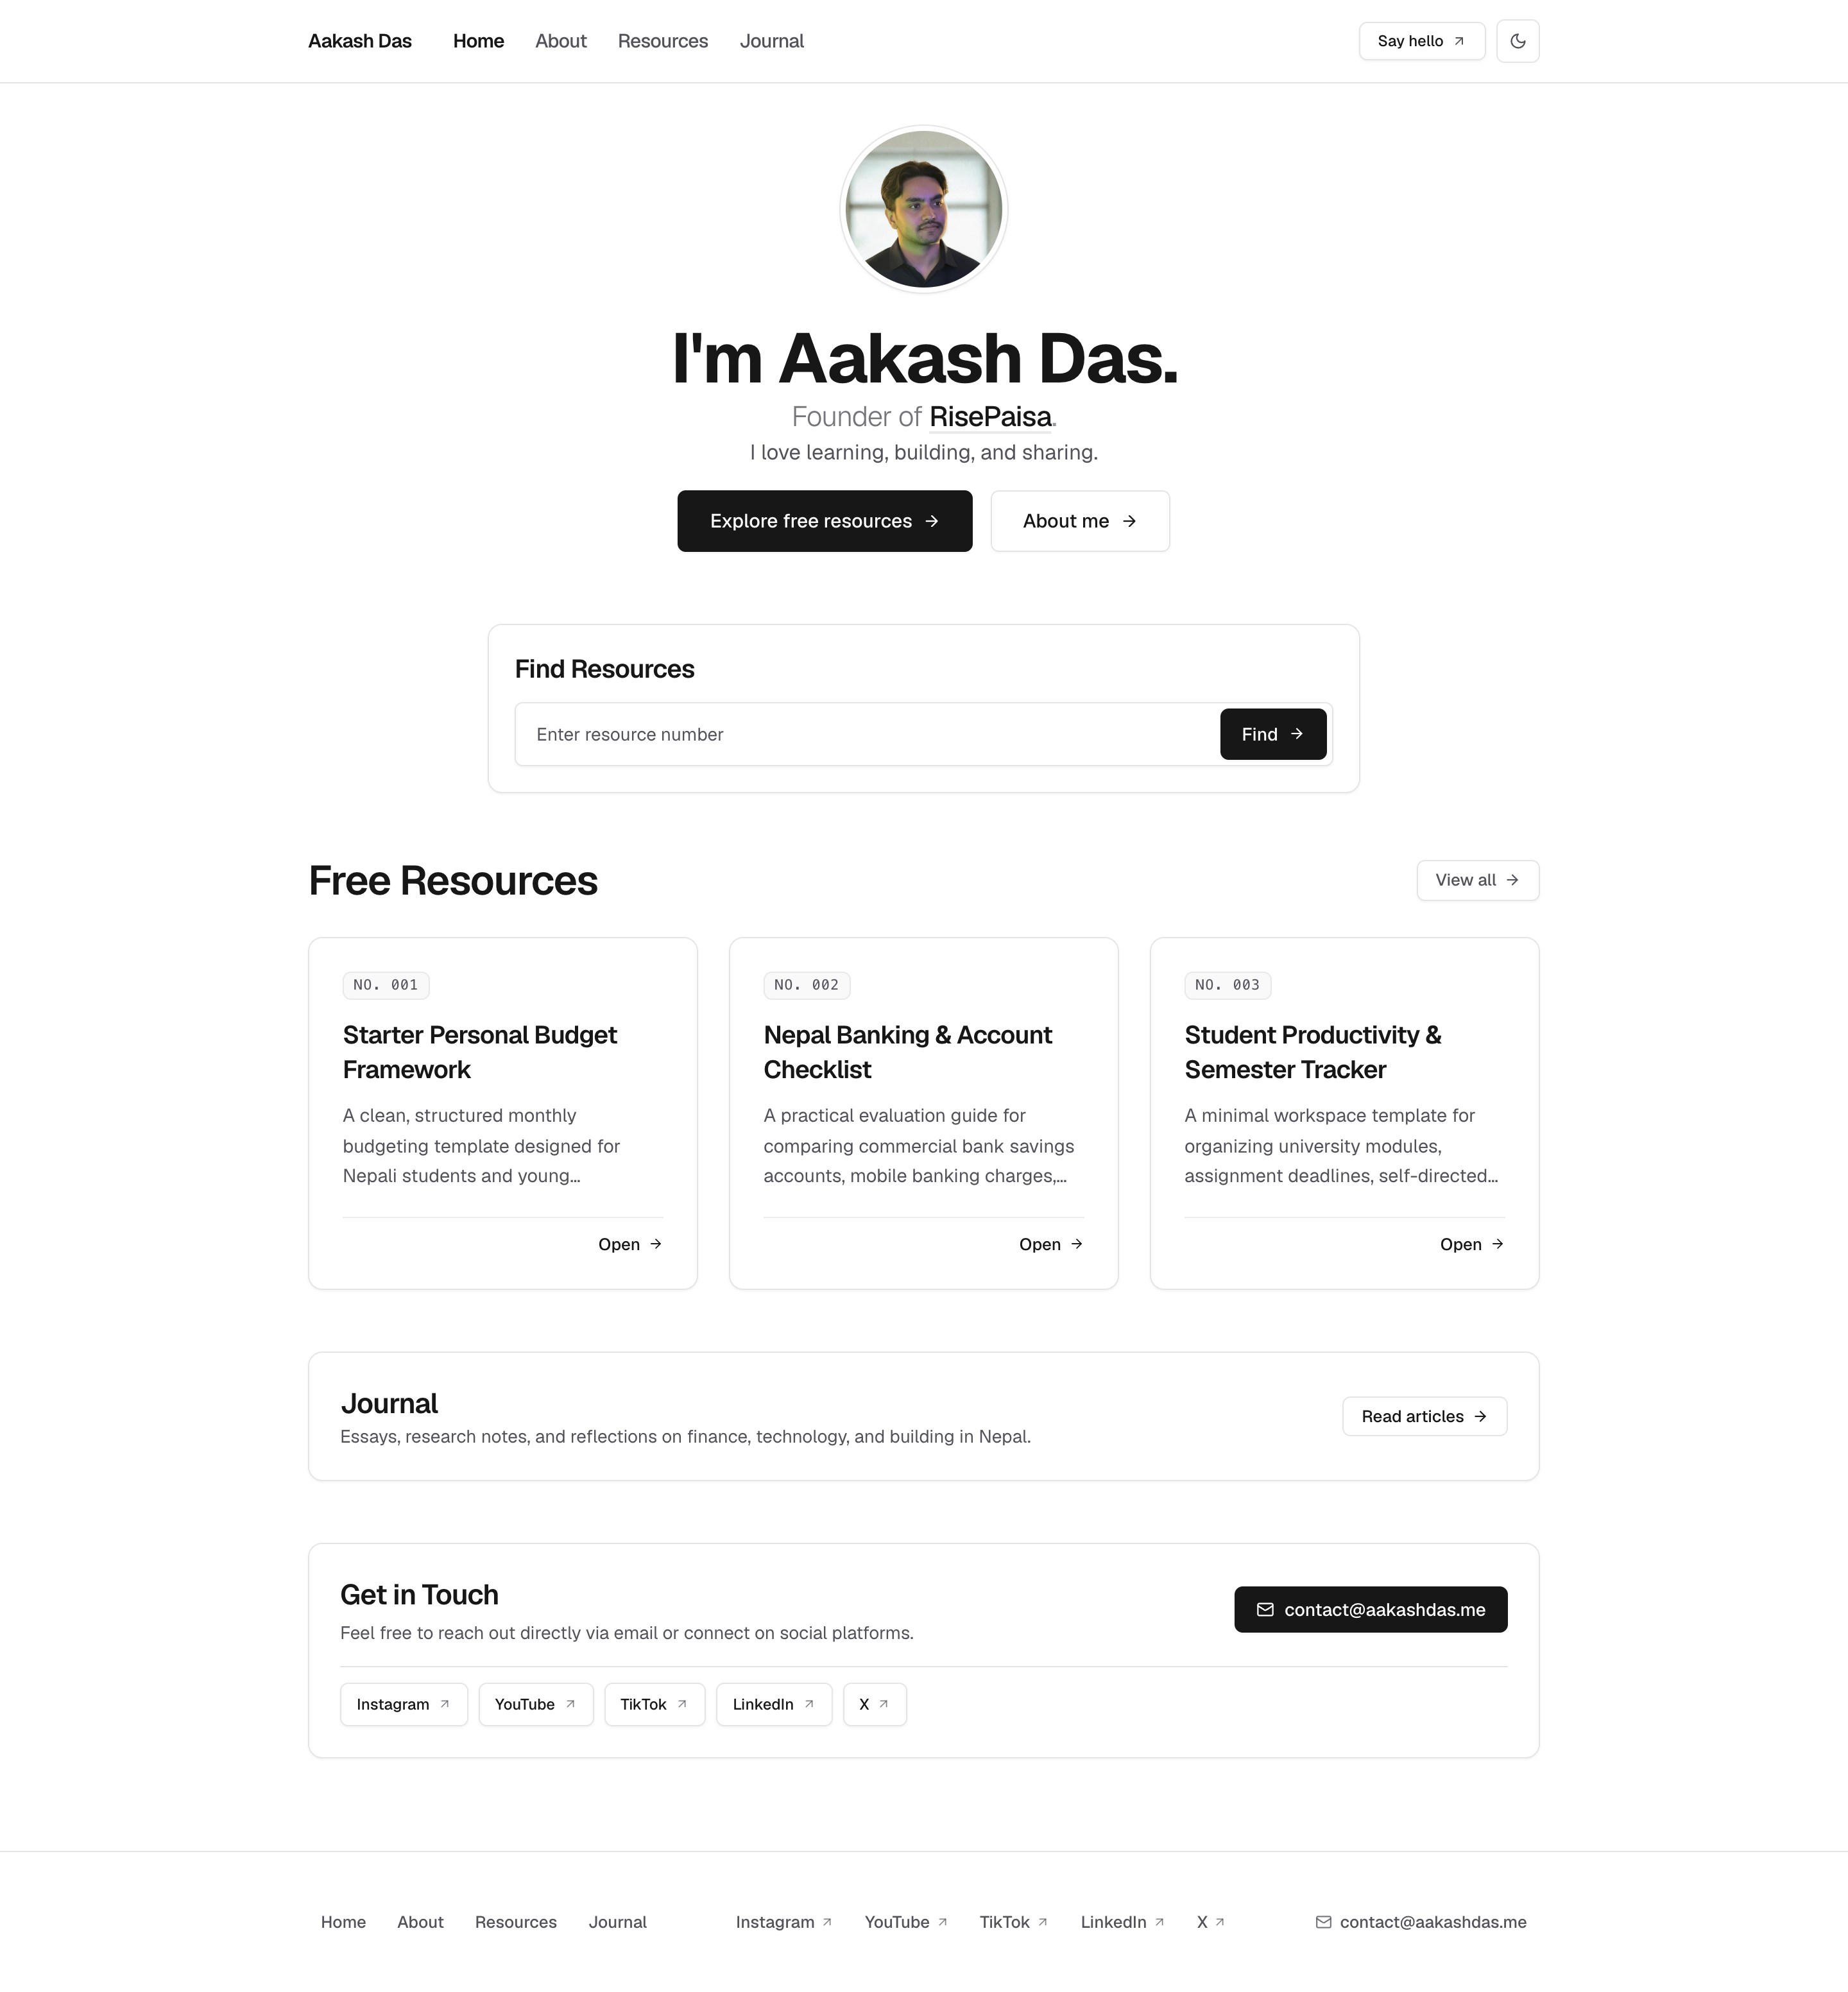 Aakash Das Home About Resources Journal Say hello
I'm Aakash Das.
Founder of RisePaisa.
I love learning, building, and sharing.
Explore free resources About me
Find Resources
Enter resource number Find
Free Resources View all
NO. 001
Starter Personal Budget
Framework
A clean, structured monthly
budgeting template designed for
Nepali students and young...
Open
NO. 002
Nepal Banking & Account
Checklist
A practical evaluation guide for
comparing commercial bank savings
accounts, mobile banking charges,...
Open
NO. 003
Student Productivity &
Semester Tracker
A minimal workspace template for
organizing university modules,
assignment deadlines, self-directed...
Open
Journal
Essays, research notes, and reflections on finance, technology, and building in Nepal.
Read articles
Get in Touch
Feel free to reach out directly via email or connect on social platforms.
contact@aakashdas.me
Instagram YouTube TikTok LinkedIn X
Home About Resources Journal Instagram YouTube TikTok LinkedIn X contact@aakashdas.me